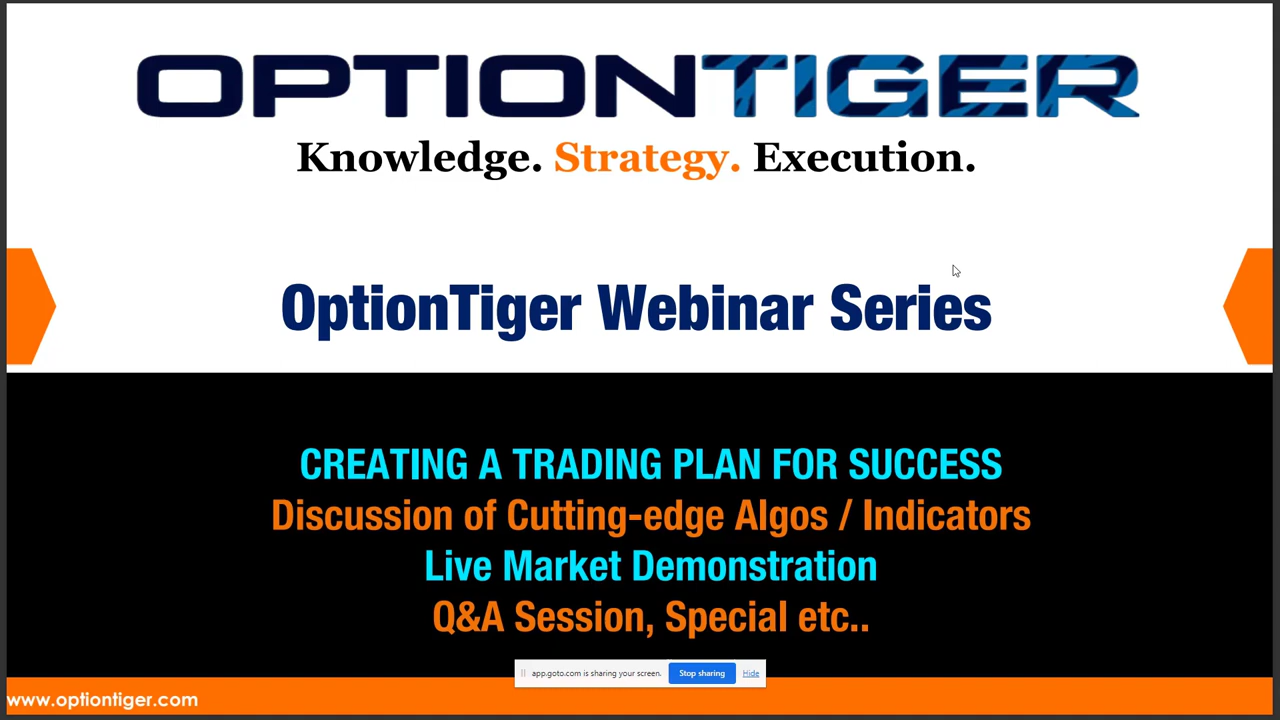 OPTIONTIGER
Knowledge. Strategy. Execution.
OptionTiger Webinar Series
CREATING A TRADING PLAN FOR SUCCESS
Discussion of Cutting-edge Algos / Indicators
Live Market Demonstration
Q&A Session, Special etc..
app.goto.com is sharing your screen. Stop sharing Hide
www.optiontiger.com